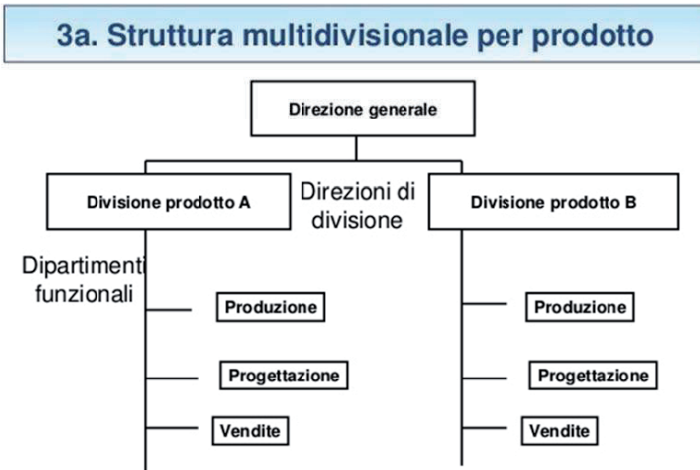 3a. Struttura multidivisionale per prodotto
Direzione generale
Divisione prodotto A
Direzioni di
divisione
Divisione prodotto B
Dipartimenti
funzionali
Produzione
Produzione
Progettazione
Progettazione
Vendite
Vendite